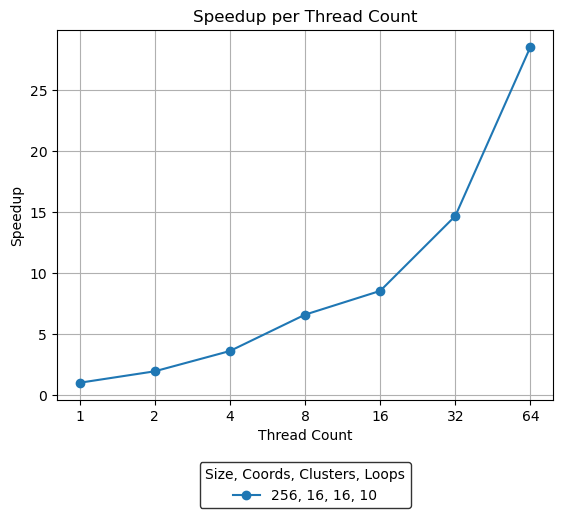 Speedup per Thread Count
Speedup
25
20
15
10
5
0
1 2 4 8 16 32 64
Thread Count
Size, Coords, Clusters, Loops
256, 16, 16, 10